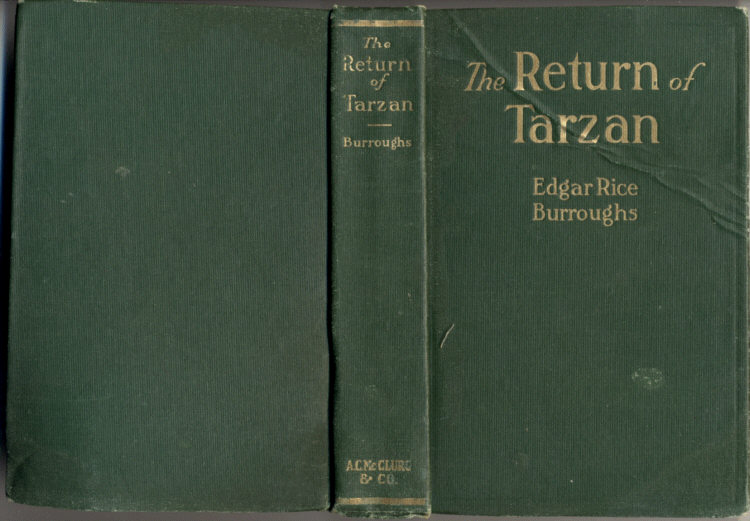 The
Return
of
Tarzan
Burroughs
A.C. McCLURG
& CO.
The Return of
Tarzan
Edgar Rice
Burroughs